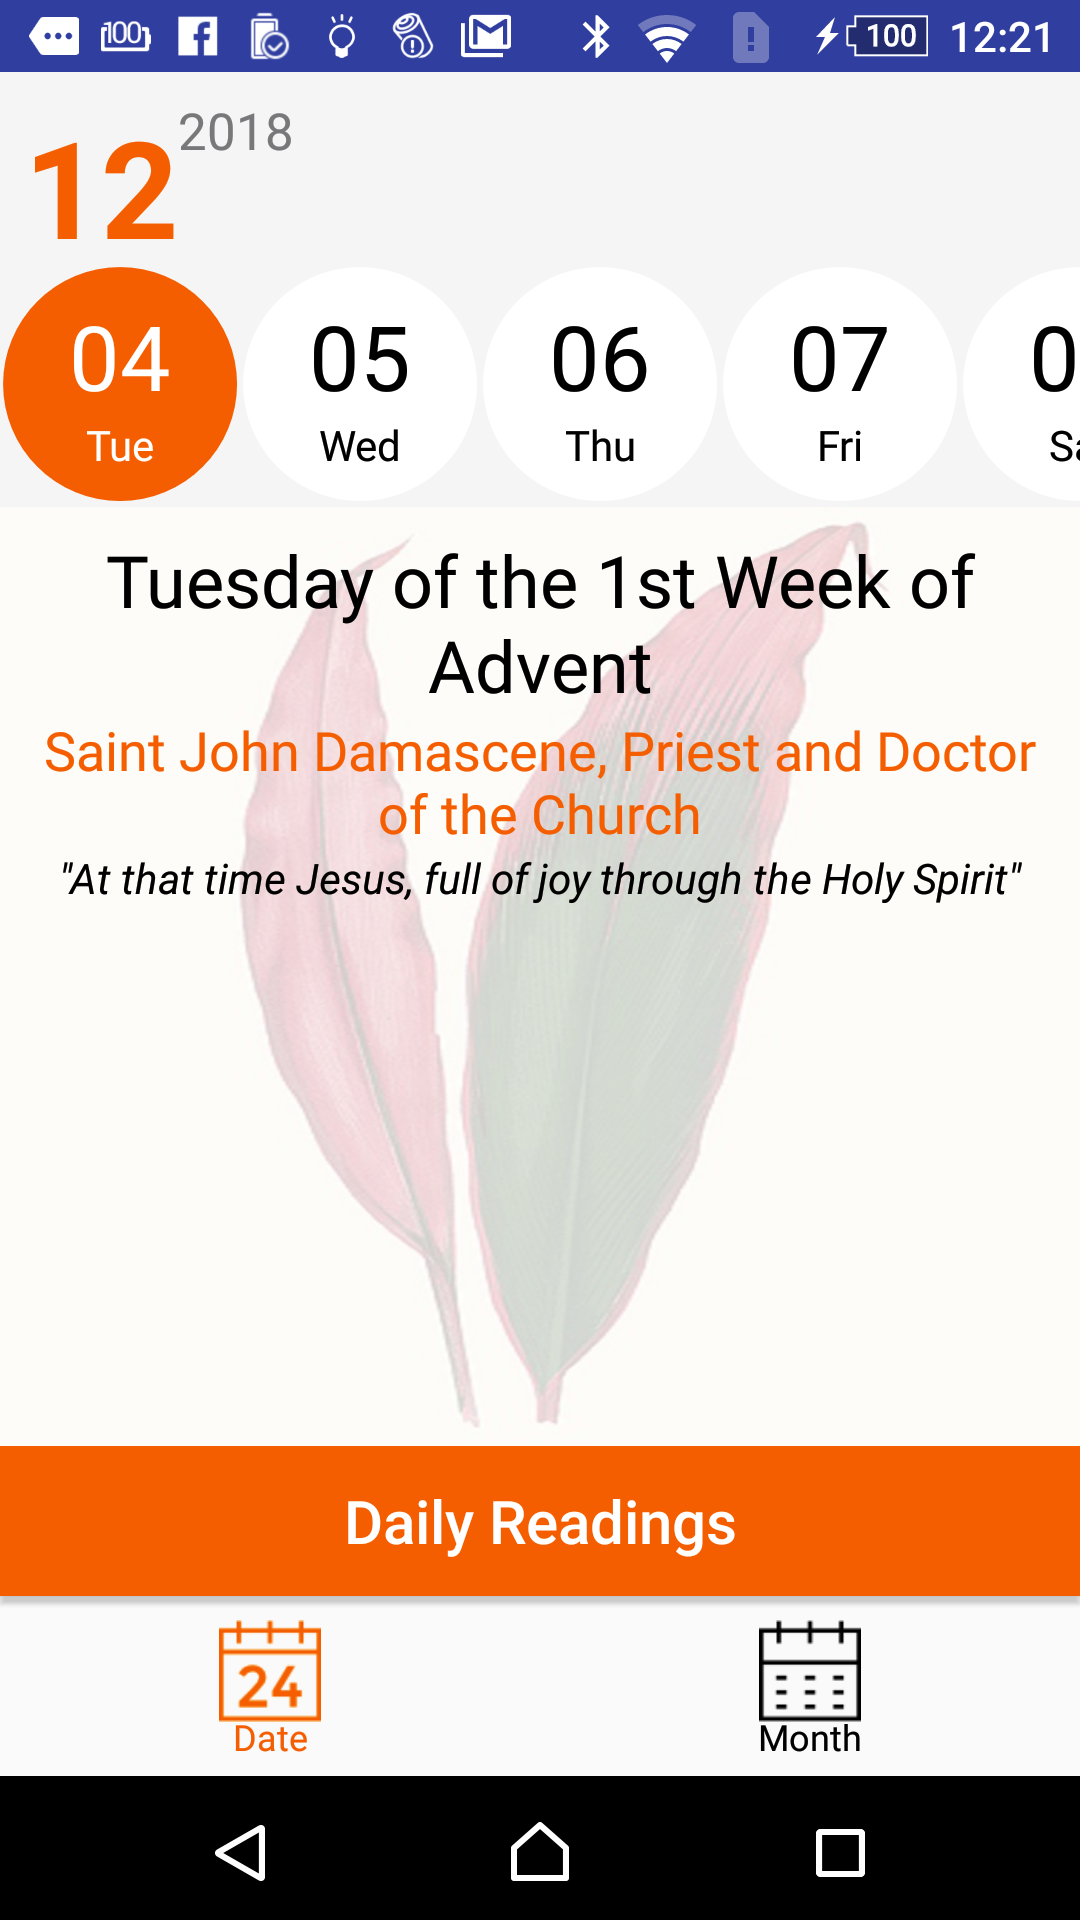 100 100 12:21
12 2018
04 05 06 07 0
Tue Wed Thu Fri Sa
Tuesday of the 1st Week of
Advent
Saint John Damascene, Priest and Doctor
of the Church
"At that time Jesus, full of joy through the Holy Spirit"
Daily Readings
24
Date Month